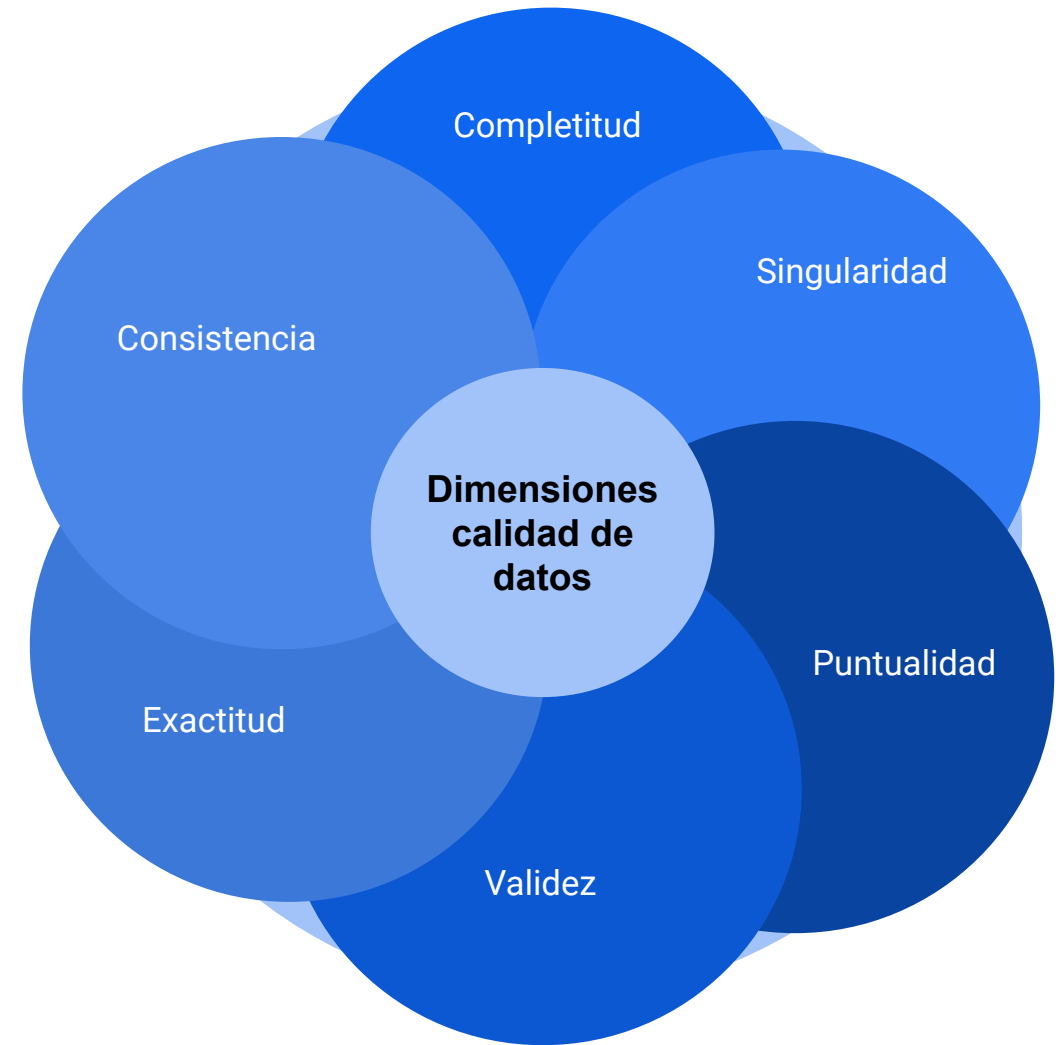 Completitud
Singularidad
Consistencia
Dimensiones
calidad de
datos
Puntualidad
Exactitud
Validez